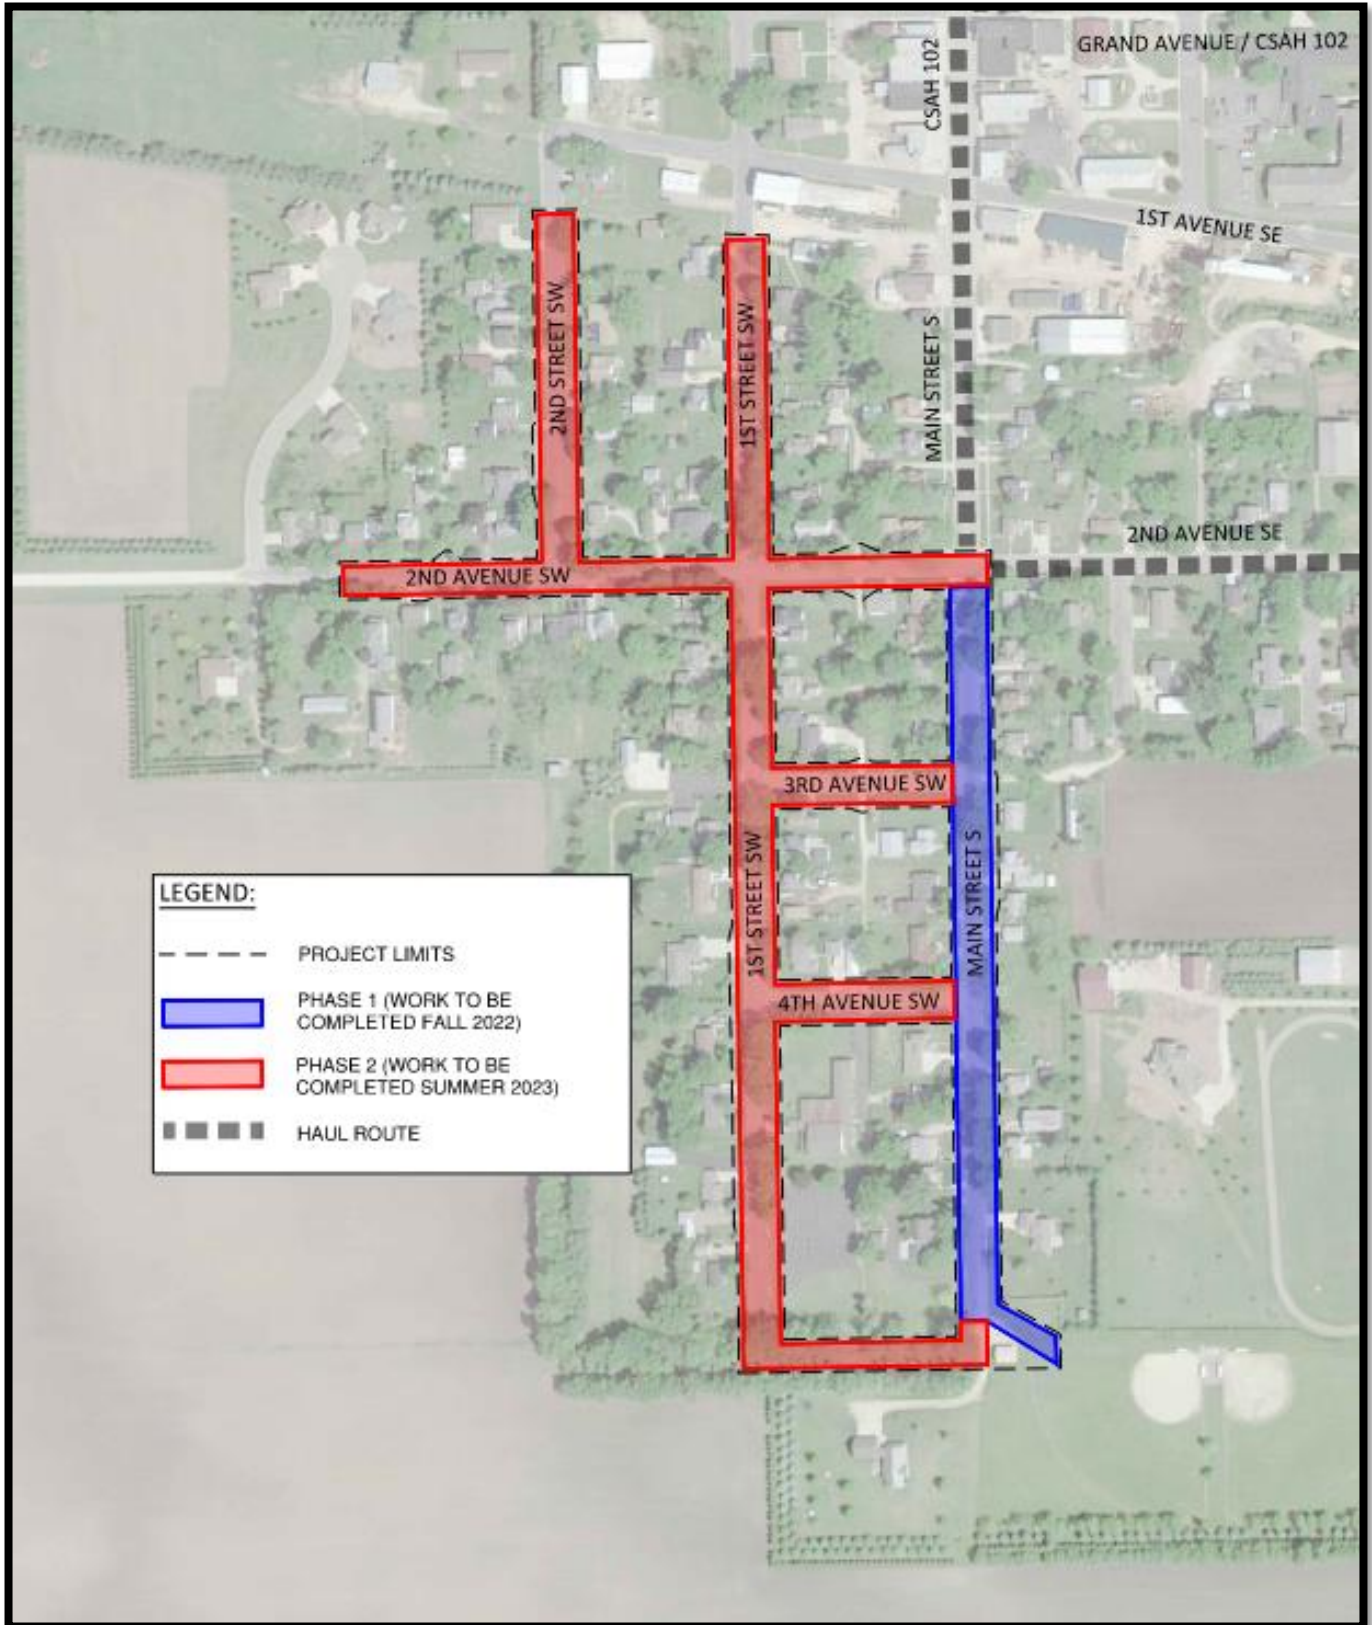 GRAND AVENUE / CSAH 102
CSAH 102
1ST AVENUE SE
MAIN STREET S
2ND STREET SW
1ST STREET SW
2ND AVENUE SE
2ND AVENUE SW
3RD AVENUE SW
1ST STREET SW
MAIN STREET S
4TH AVENUE SW
LEGEND:
PROJECT LIMITS
PHASE 1 (WORK TO BE
COMPLETED FALL 2022)
PHASE 2 (WORK TO BE
COMPLETED SUMMER 2023)
HAUL ROUTE